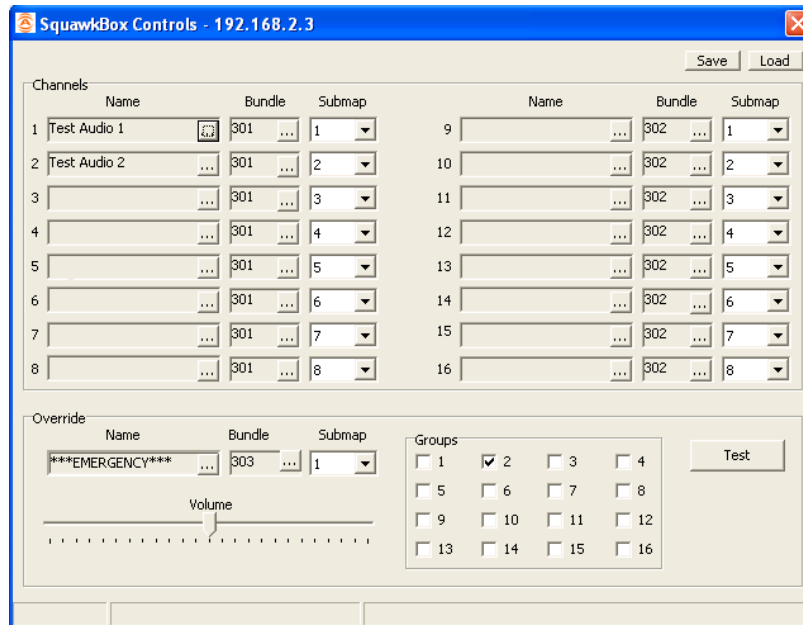 SquawkBox Controls - 192.168.2.3
Save Load
Channels
Name Bundle Submap Name Bundle Submap
1 Test Audio 1 ... 301 ... 1 9 ... 302 ... 1
2 Test Audio 2 ... 301 ... 2 10 ... 302 ... 2
3 ... 301 ... 3 11 ... 302 ... 3
4 ... 301 ... 4 12 ... 302 ... 4
5 ... 301 ... 5 13 ... 302 ... 5
6 ... 301 ... 6 14 ... 302 ... 6
7 ... 301 ... 7 15 ... 302 ... 7
8 ... 301 ... 8 16 ... 302 ... 8
Override
Name Bundle Submap
***EMERGENCY*** ... 303 ... 1
Volume
Groups
1 2 3 4
5 6 7 8
9 10 11 12
13 14 15 16
Test